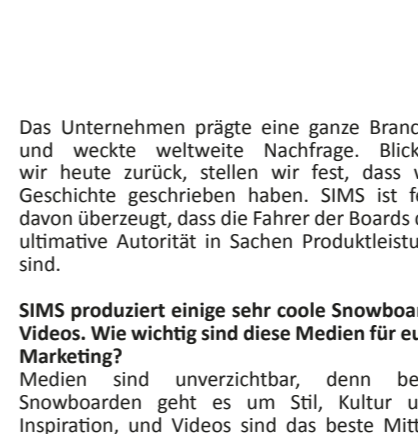 Das Unternehmen prägte eine ganze Branc
und weckte weltweite Nachfrage. Blick
wir heute zurück, stellen wir fest, dass w
Geschichte geschrieben haben. SIMS ist fe
davon überzeugt, dass die Fahrer der Boards d
ultimative Autorität in Sachen Produktleistu
sind.
SIMS produziert einige sehr coole Snowboar
Videos. Wie wichtig sind diese Medien für eu
Marketing?
Medien sind unverzichtbar, denn be
Snowboarden geht es um Stil, Kultur u
Inspiration, und Videos sind das beste Mitt